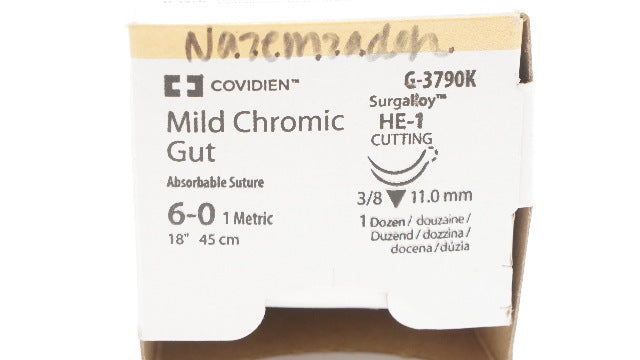 Nazemzadeh.
COVIDIEN™
G-3790K
Surgalloy™
HE-1
CUTTING
Mild Chromic
Gut
Absorbable Suture
3/8 11.0 mm
6-0 1 Metric
18" 45 cm
1 Dozen / douzaine /
Duzend / dozzina /
docena / dúzia